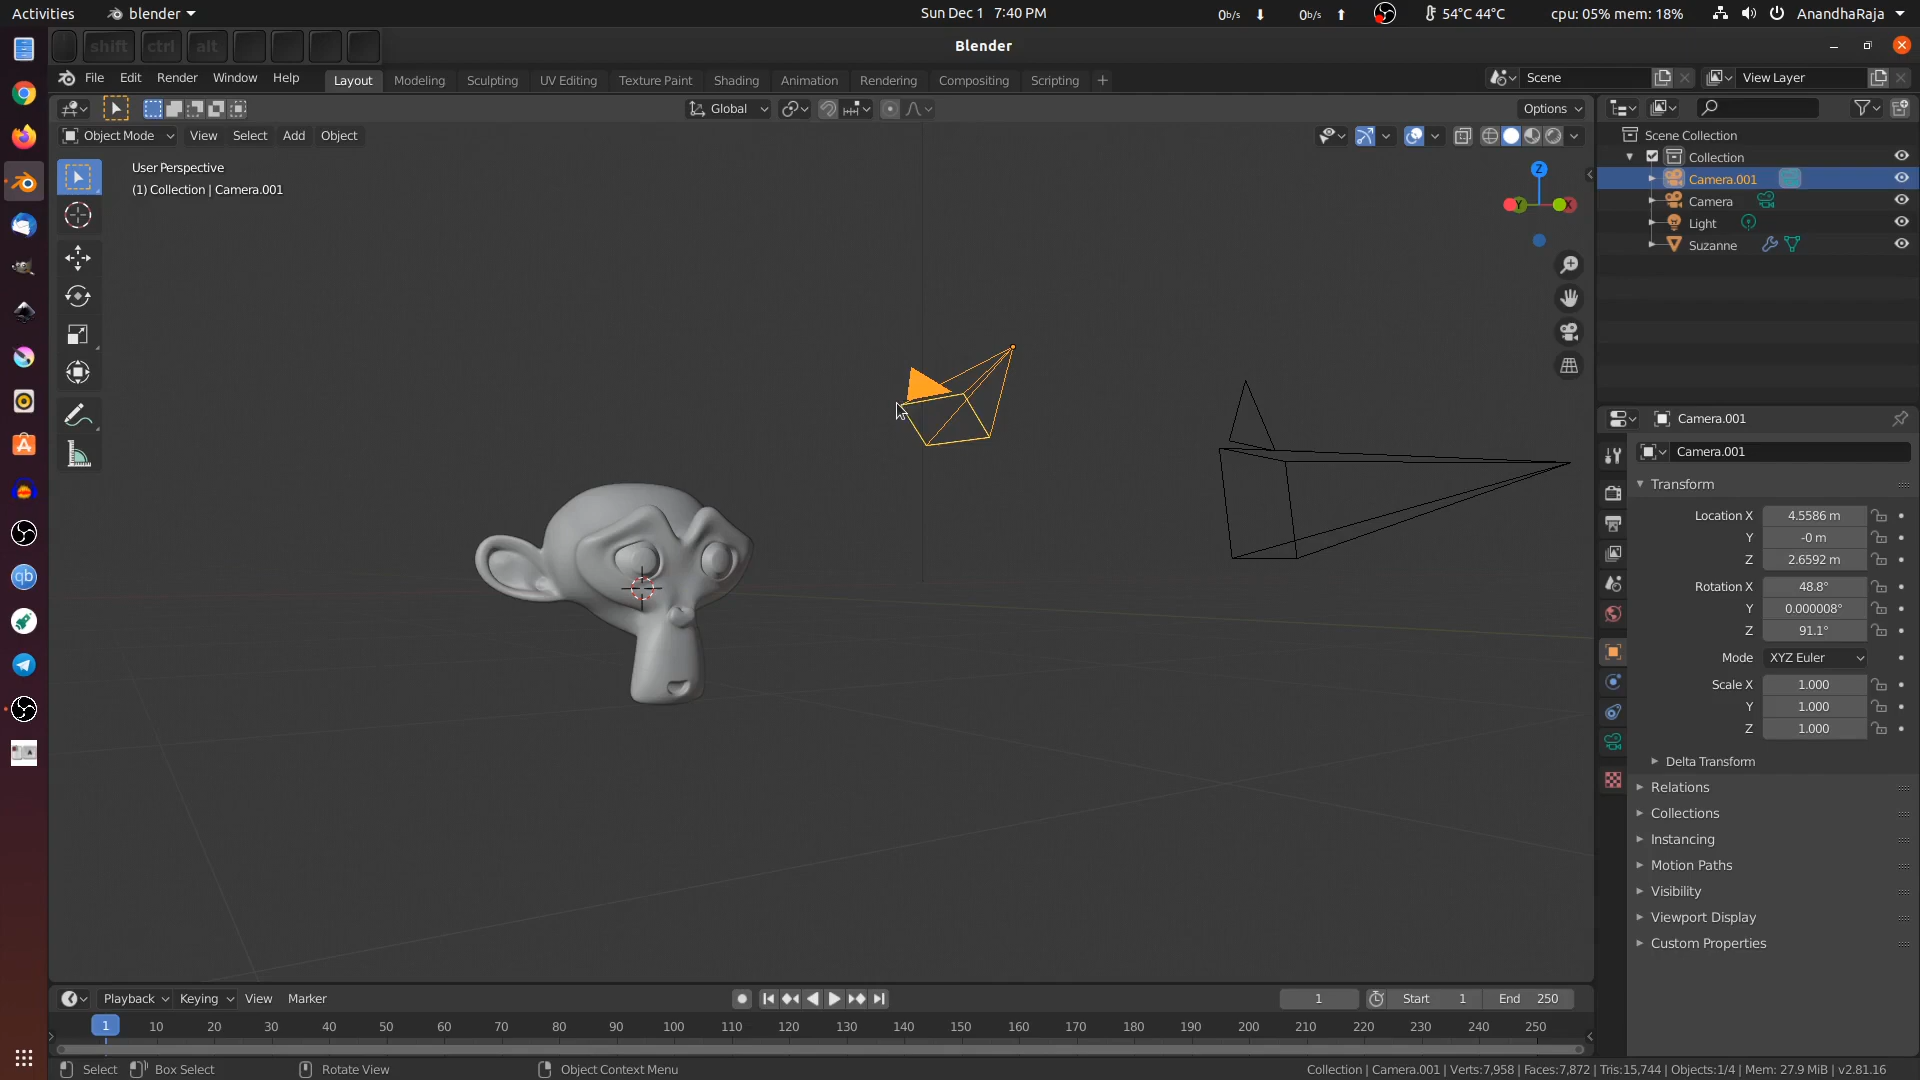 Activities
blender
Sun Dec 1 7:40 PM
0b/s
0b/s
54°C 44°C
cpu: 05% mem: 18%
AnandhaRaja
shift
ctrl
alt
Blender
File
Edit
Render
Window
Help
Layout
Modeling
Sculpting
UV Editing
Texture Paint
Shading
Animation
Rendering
Compositing
Scripting
+
Scene
View Layer
Global
Options
Object Mode
View
Select
Add
Object
User Perspective
(1) Collection | Camera.001
Z
Y
X
Scene Collection
Collection
Camera.001
Camera
Light
Suzanne
Camera.001
Camera.001
Transform
Location X 4.5586 m
Y -0 m
Z 2.6592 m
Rotation X 48.8°
Y 0.000008°
Z 91.1°
Mode XYZ Euler
Scale X 1.000
Y 1.000
Z 1.000
Delta Transform
Relations
Collections
Instancing
Motion Paths
Visibility
Viewport Display
Custom Properties
Playback
Keying
View
Marker
1
Start 1
End 250
1 10 20 30 40 50 60 70 80 90 100 110 120 130 140 150 160 170 180 190 200 210 220 230 240 250
Select
Box Select
Rotate View
Object Context Menu
Collection | Camera.001 | Verts:7,958 | Faces:7,872 | Tris:15,744 | Objects:1/4 | Mem: 27.9 MiB | v2.81.16